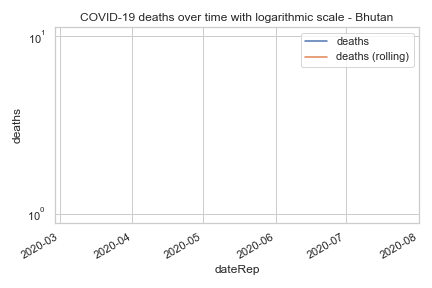 COVID-19 deaths over time with logarithmic scale - Bhutan
deaths
deaths (rolling)
10¹
deaths
10⁰
2020-03
2020-04
2020-05
2020-06
2020-07
2020-08
dateRep